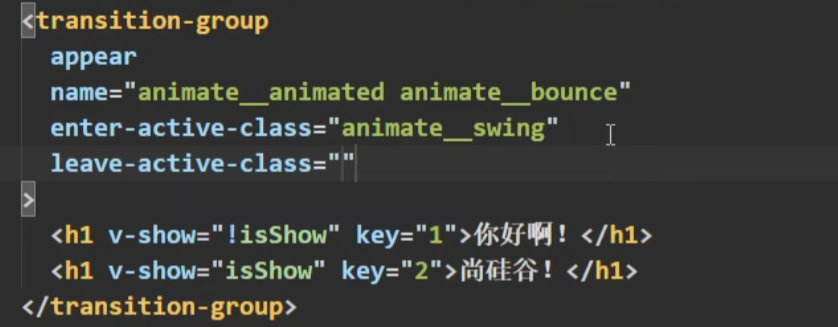 <transition-group
appear
name="animate__animated animate__bounce"
enter-active-class="animate__swing"
leave-active-class=""
>
<h1 v-show="!isShow" key="1">你好啊！</h1>
<h1 v-show="isShow" key="2">尚硅谷！</h1>
</transition-group>